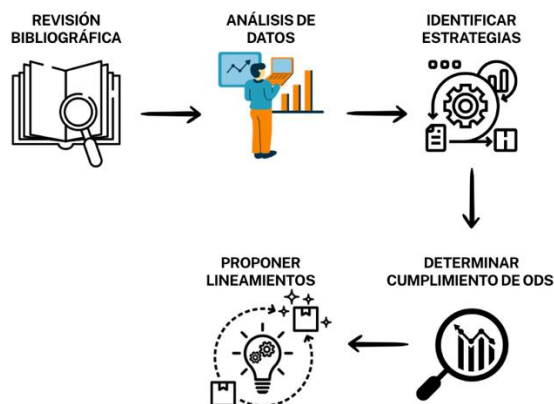 REVISIÓN
BIBLIOGRÁFICA
ANÁLISIS DE
DATOS
IDENTIFICAR
ESTRATEGIAS
DETERMINAR
CUMPLIMIENTO DE ODS
PROPONER
LINEAMIENTOS